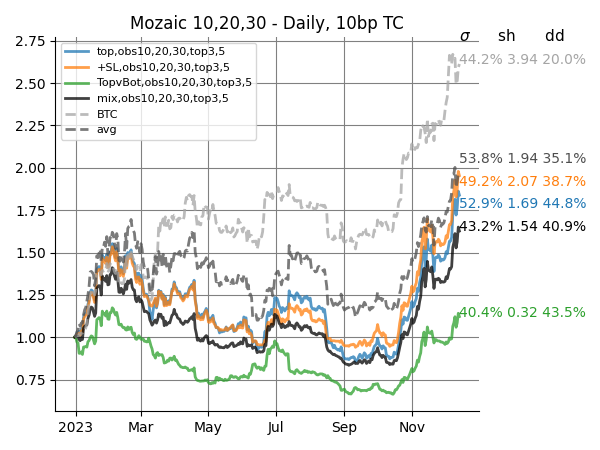 Mozaic 10,20,30 - Daily, 10bp TC
σ sh dd
top,obs10,20,30,top3,5
+SL,obs10,20,30,top3,5
TopvBot,obs10,20,30,top3,5
mix,obs10,20,30,top3,5
BTC
avg
44.2% 3.94 20.0%
53.8% 1.94 35.1%
49.2% 2.07 38.7%
52.9% 1.69 44.8%
43.2% 1.54 40.9%
40.4% 0.32 43.5%
2.75
2.50
2.25
2.00
1.75
1.50
1.25
1.00
0.75
2023 Mar May Jul Sep Nov